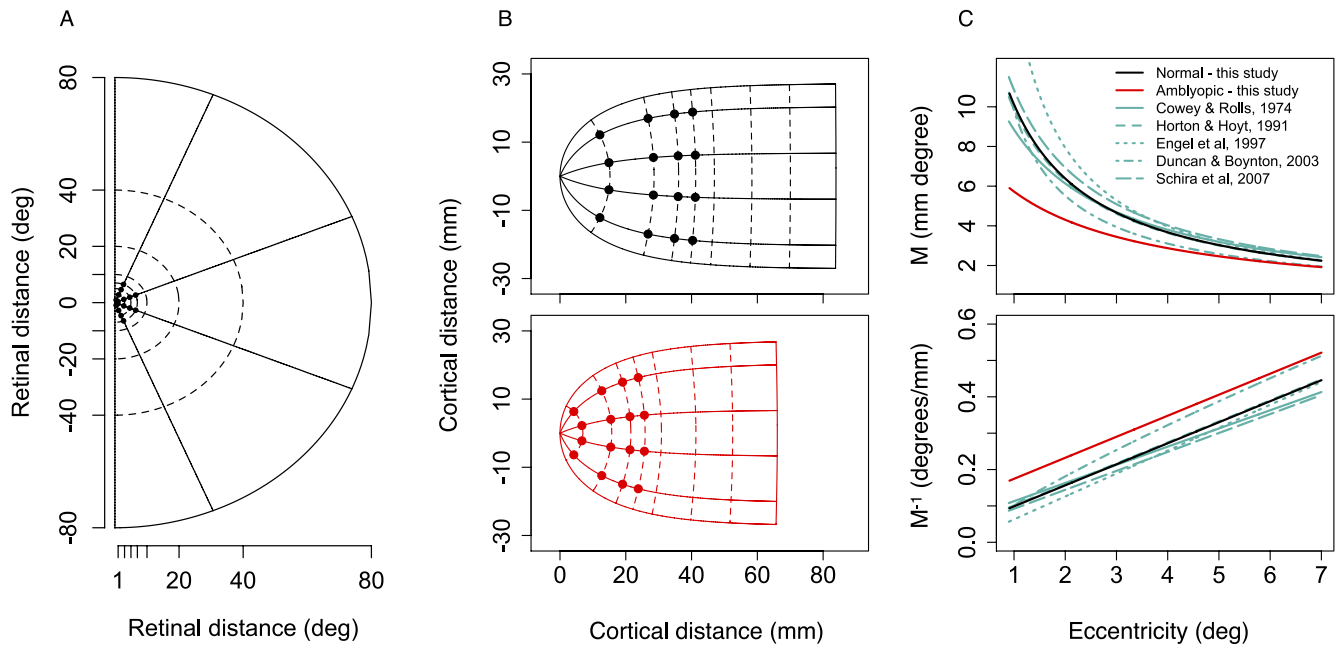 A
80
40
20
0
-20
-40
-80
Retinal distance (deg)
1 20 40 80
Retinal distance (deg)
B
30
10
-10
-30
30
10
-10
-30
Cortical distance (mm)
0 20 40 60 80
Cortical distance (mm)
C
10
8
6
4
2
M (mm degree)
Normal - this study
Amblyopic - this study
Cowey & Rolls, 1974
Horton & Hoyt, 1991
Engel et al, 1997
Duncan & Boynton, 2003
Schira et al, 2007
0.6
0.4
0.2
0.0
M-1 (degrees/mm)
1 2 3 4 5 6 7
Eccentricity (deg)